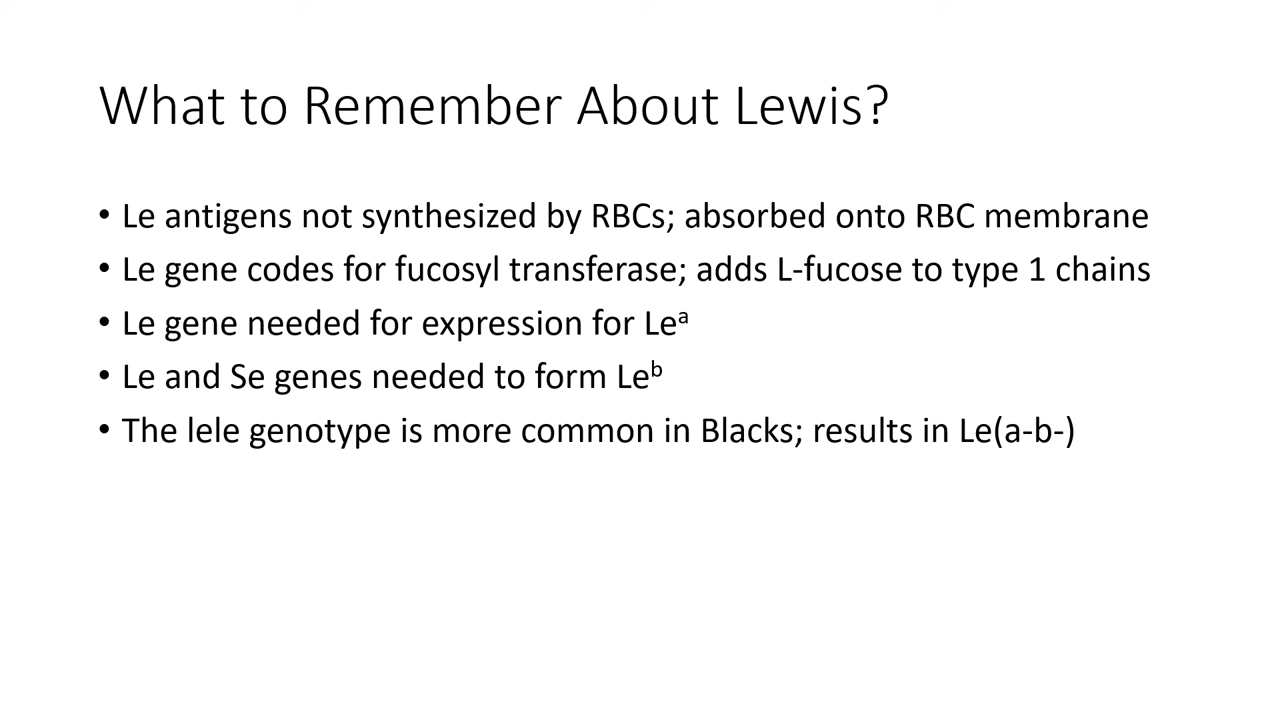 What to Remember About Lewis?
• Le antigens not synthesized by RBCs; absorbed onto RBC membrane
• Le gene codes for fucosyl transferase; adds L-fucose to type 1 chains
• Le gene needed for expression for Leᵃ
• Le and Se genes needed to form Leᵇ
• The lele genotype is more common in Blacks; results in Le(a-b-)